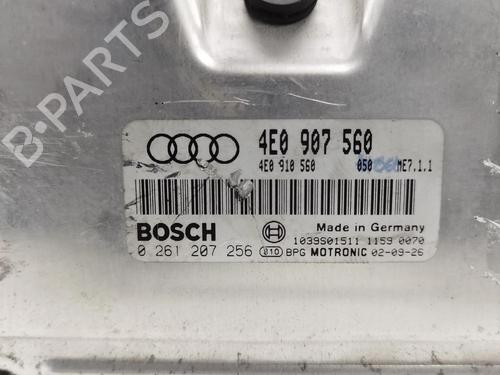 B-PARTS
4E0 907 560
4E0 910 560 050 ME7.1.1
BOSCH
Made in Germany
1039S01511 1159 0070
0 261 207 256 010 BPG MOTRONIC 02-09-26